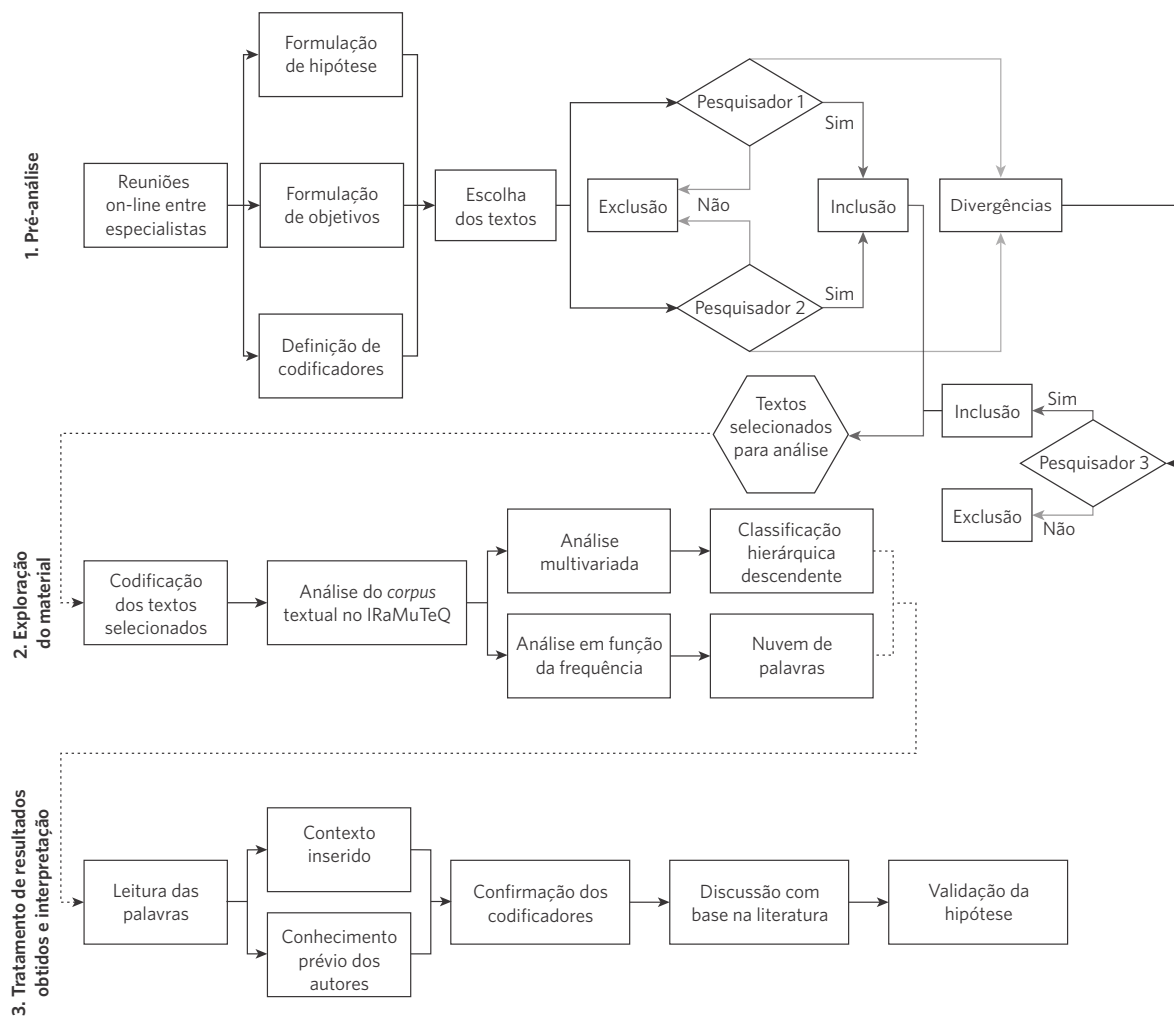 1. Pré-análise
Reuniões
on-line entre
especialistas
Formulação
de hipótese
Formulação
de objetivos
Definição de
codificadores
Escolha
dos textos
Pesquisador 1
Sim
Exclusão
Não
Inclusão
Divergências
Pesquisador 2
Sim
Textos
selecionados
para análise
Inclusão
Sim
Pesquisador 3
Exclusão
Não
2. Exploração
do material
Codificação
dos textos
selecionados
Análise do corpus
textual no IRaMuTeQ
Análise
multivariada
Classificação
hierárquica
descendente
Análise em função
da frequência
Nuvem de
palavras
3. Tratamento de resultados
obtidos e interpretação
Leitura das
palavras
Contexto
inserido
Conhecimento
prévio dos
autores
Confirmação dos
codificadores
Discussão com
base na literatura
Validação da
hipótese